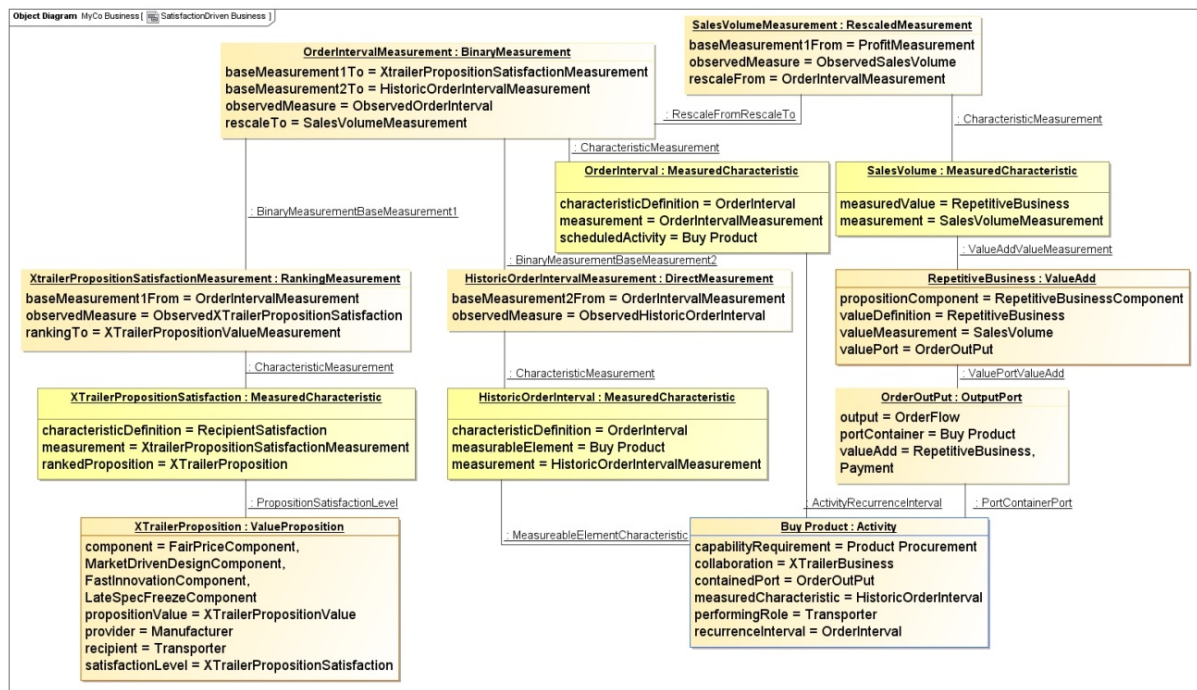 Object Diagram MyCo Business [ SatisfactionDriven Business ]
OrderIntervalMeasurement : BinaryMeasurement
baseMeasurement1To = XtrailerPropositionSatisfactionMeasurement
baseMeasurement2To = HistoricOrderIntervalMeasurement
observedMeasure = ObservedOrderInterval
rescaleTo = SalesVolumeMeasurement
SalesVolumeMeasurement : RescaledMeasurement
baseMeasurement1From = ProfitMeasurement
observedMeasure = ObservedSalesVolume
rescaleFrom = OrderIntervalMeasurement
: RescaleFromRescaleTo
: CharacteristicMeasurement
: CharacteristicMeasurement
OrderInterval : MeasuredCharacteristic
characteristicDefinition = OrderInterval
measurement = OrderIntervalMeasurement
scheduledActivity = Buy Product
SalesVolume : MeasuredCharacteristic
measuredValue = RepetitiveBusiness
measurement = SalesVolumeMeasurement
: BinaryMeasurementBaseMeasurement1
: BinaryMeasurementBaseMeasurement2
: ValueAddValueMeasurement
XtrailerPropositionSatisfactionMeasurement : RankingMeasurement
baseMeasurement1From = OrderIntervalMeasurement
observedMeasure = ObservedXTrailerPropositionSatisfaction
rankingTo = XTrailerPropositionValueMeasurement
HistoricOrderIntervalMeasurement : DirectMeasurement
baseMeasurement2From = OrderIntervalMeasurement
observedMeasure = ObservedHistoricOrderInterval
RepetitiveBusiness : ValueAdd
propositionComponent = RepetitiveBusinessComponent
valueDefinition = RepetitiveBusiness
valueMeasurement = SalesVolume
valuePort = OrderOutPut
: CharacteristicMeasurement
: CharacteristicMeasurement
: ValuePortValueAdd
XTrailerPropositionSatisfaction : MeasuredCharacteristic
characteristicDefinition = RecipientSatisfaction
measurement = XtrailerPropositionSatisfactionMeasurement
rankedProposition = XTrailerProposition
HistoricOrderInterval : MeasuredCharacteristic
characteristicDefinition = OrderInterval
measurableElement = Buy Product
measurement = HistoricOrderIntervalMeasurement
OrderOutPut : OutputPort
output = OrderFlow
portContainer = Buy Product
valueAdd = RepetitiveBusiness,
Payment
: PropositionSatisfactionLevel
: ActivityRecurrenceInterval
: PortContainerPort
: MeasureableElementCharacteristic
XTrailerProposition : ValueProposition
component = FairPriceComponent,
MarketDrivenDesignComponent,
FastInnovationComponent,
LateSpecFreezeComponent
propositionValue = XTrailerPropositionValue
provider = Manufacturer
recipient = Transporter
satisfactionLevel = XTrailerPropositionSatisfaction
Buy Product : Activity
capabilityRequirement = Product Procurement
collaboration = XTrailerBusiness
containedPort = OrderOutPut
measuredCharacteristic = HistoricOrderInterval
performingRole = Transporter
recurrenceInterval = OrderInterval